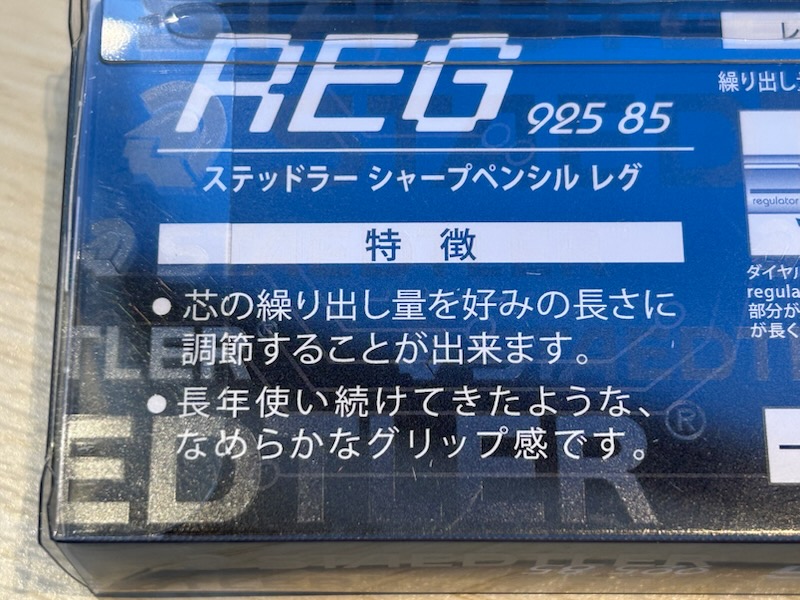 REG 925 85
ステッドラー シャープペンシル レグ
特 徴
● 芯の繰り出し量を好みの長さに
調節することが出来ます。
● 長年使い続けてきたような、
なめらかなグリップ感です。
レ
繰り出し
regulator
ダイヤル
regula
部分が
が長く
TLER
EDTLER®